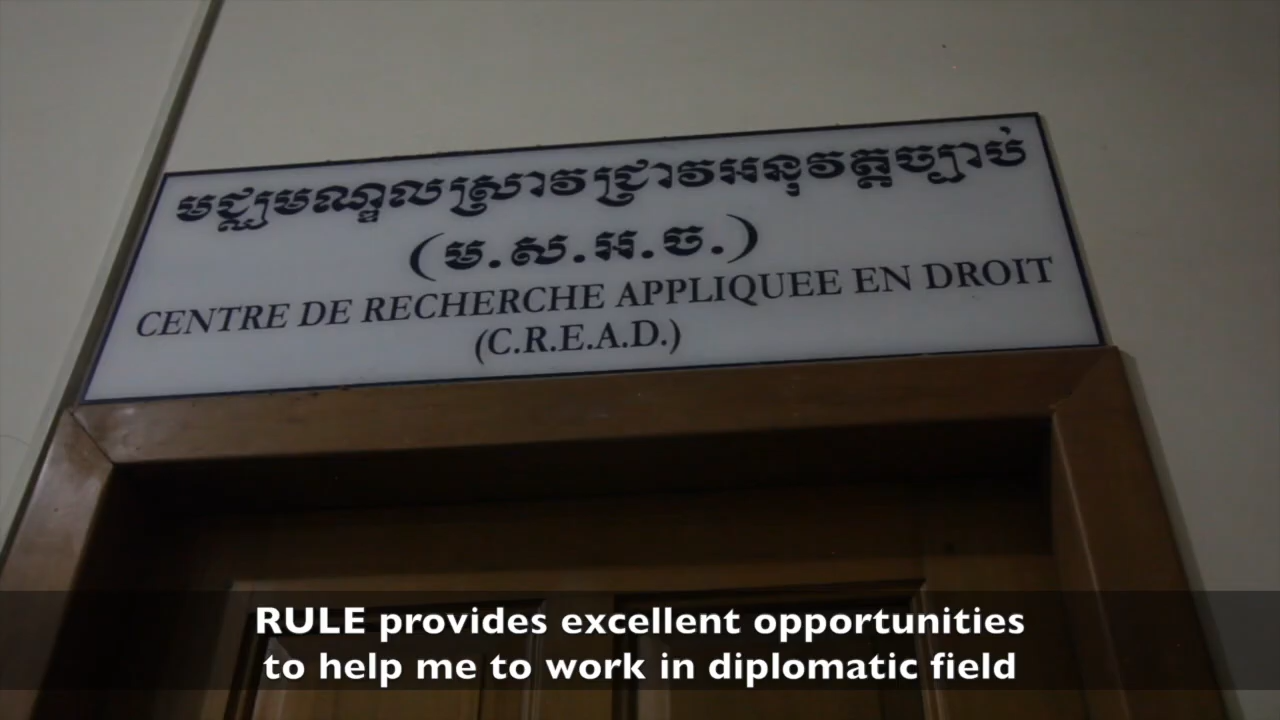 មជ្ឈមណ្ឌលស្រាវជ្រាវអនុវត្តច្បាប់
(ម.ស.អ.ច.)
CENTRE DE RECHERCHE APPLIQUEE EN DROIT
(C.R.E.A.D.)
RULE provides excellent opportunities
to help me to work in diplomatic field